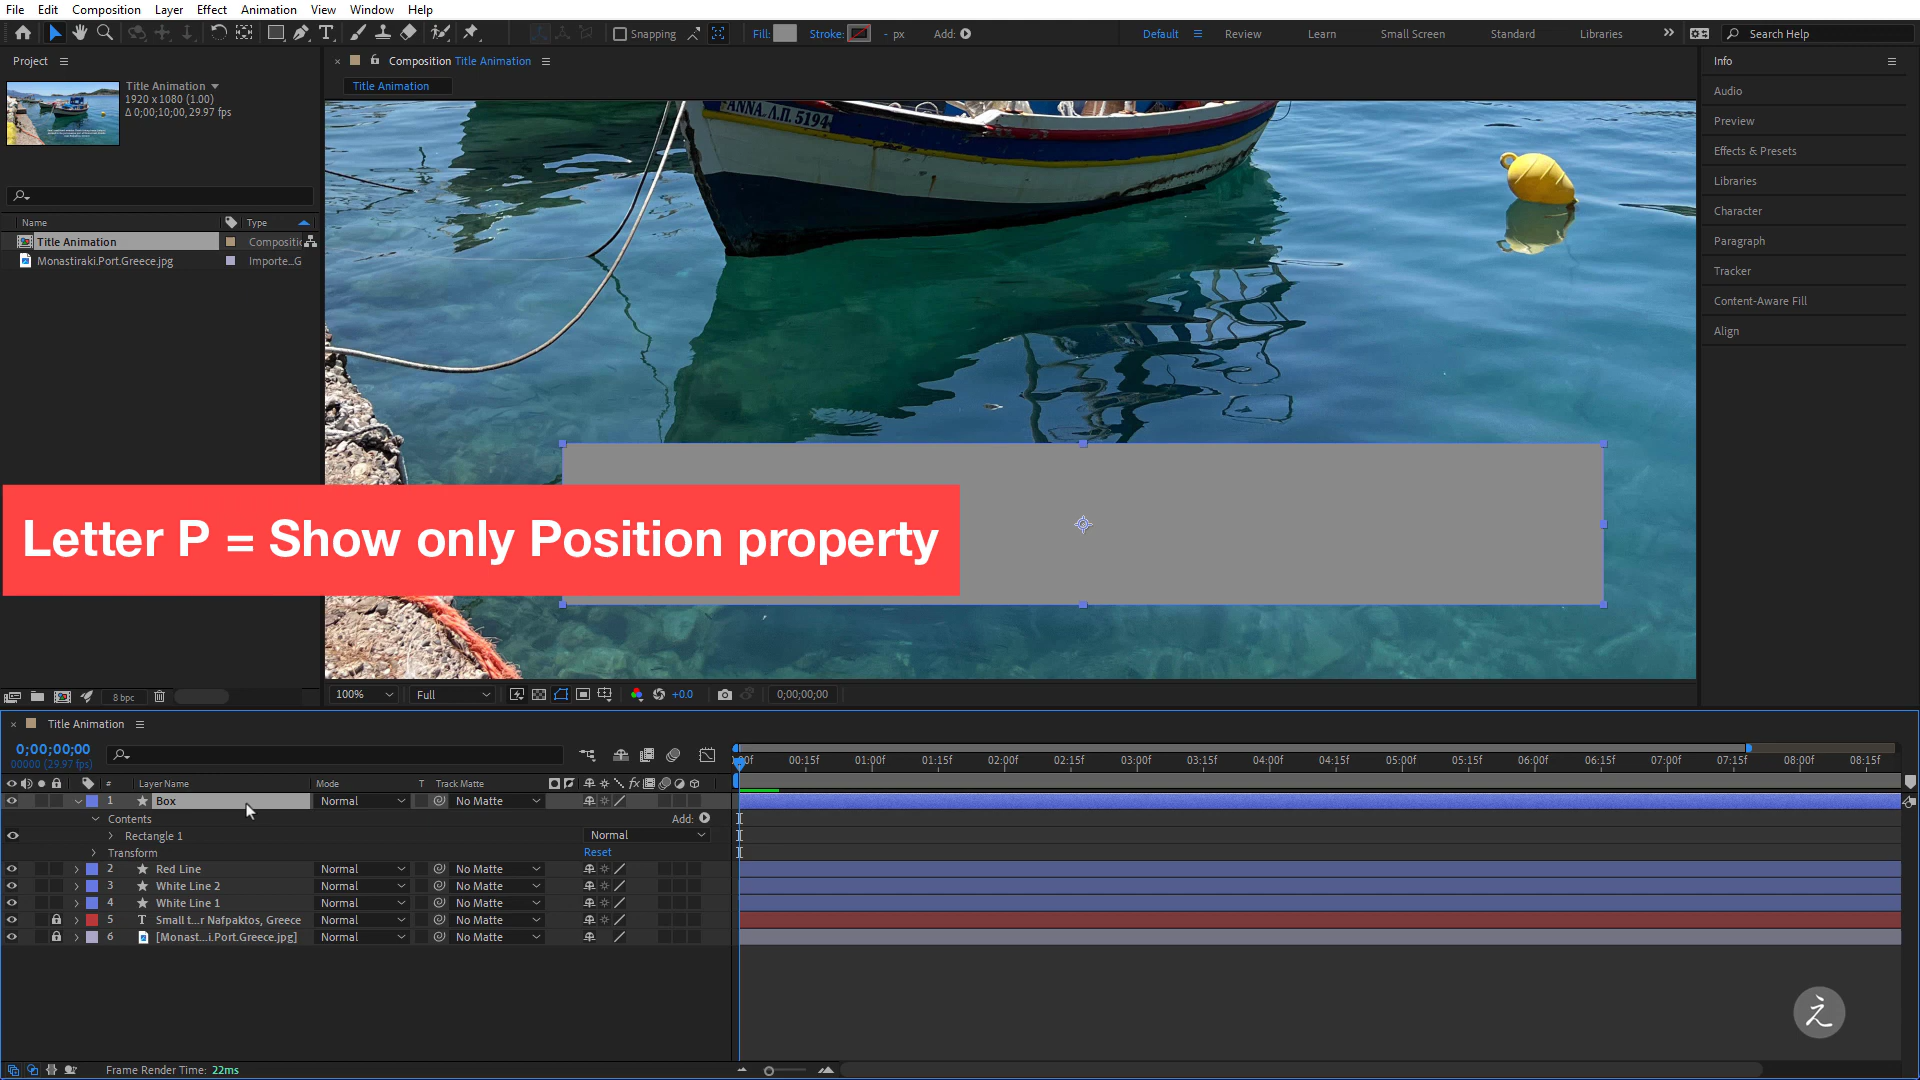 File Edit Composition Layer Effect Animation View Window Help
Snapping Fill: Stroke: - px Add: Default Review Learn Small Screen Standard Libraries Search Help
Project
Title Animation
1920 x 1080 (1.00)
Δ 0;00;10;00, 29.97 fps
Name Type
Title Animation Compositic
Monastiraki.Port.Greece.jpg Importe...G
8 bpc
Composition Title Animation
Title Animation
ANNA. Λ.Π. 5194
Letter P = Show only Position property
100% Full +0.0 0;00;00;00
Info
Audio
Preview
Effects & Presets
Libraries
Character
Paragraph
Tracker
Content-Aware Fill
Align
Title Animation
0;00;00;00
00000 (29.97 fps)
00f 00:15f 01:00f 01:15f 02:00f 02:15f 03:00f 03:15f 04:00f 04:15f 05:00f 05:15f 06:00f 06:15f 07:00f 07:15f 08:00f 08:15f
# Layer Name Mode T Track Matte fx
1 Box Normal No Matte
Contents Add:
Rectangle 1 Normal
Transform Reset
2 Red Line Normal No Matte
3 White Line 2 Normal No Matte
4 White Line 1 Normal No Matte
5 T Small t...r Nafpaktos, Greece Normal No Matte
6 [Monast...i.Port.Greece.jpg] Normal No Matte
之
Frame Render Time: 22ms